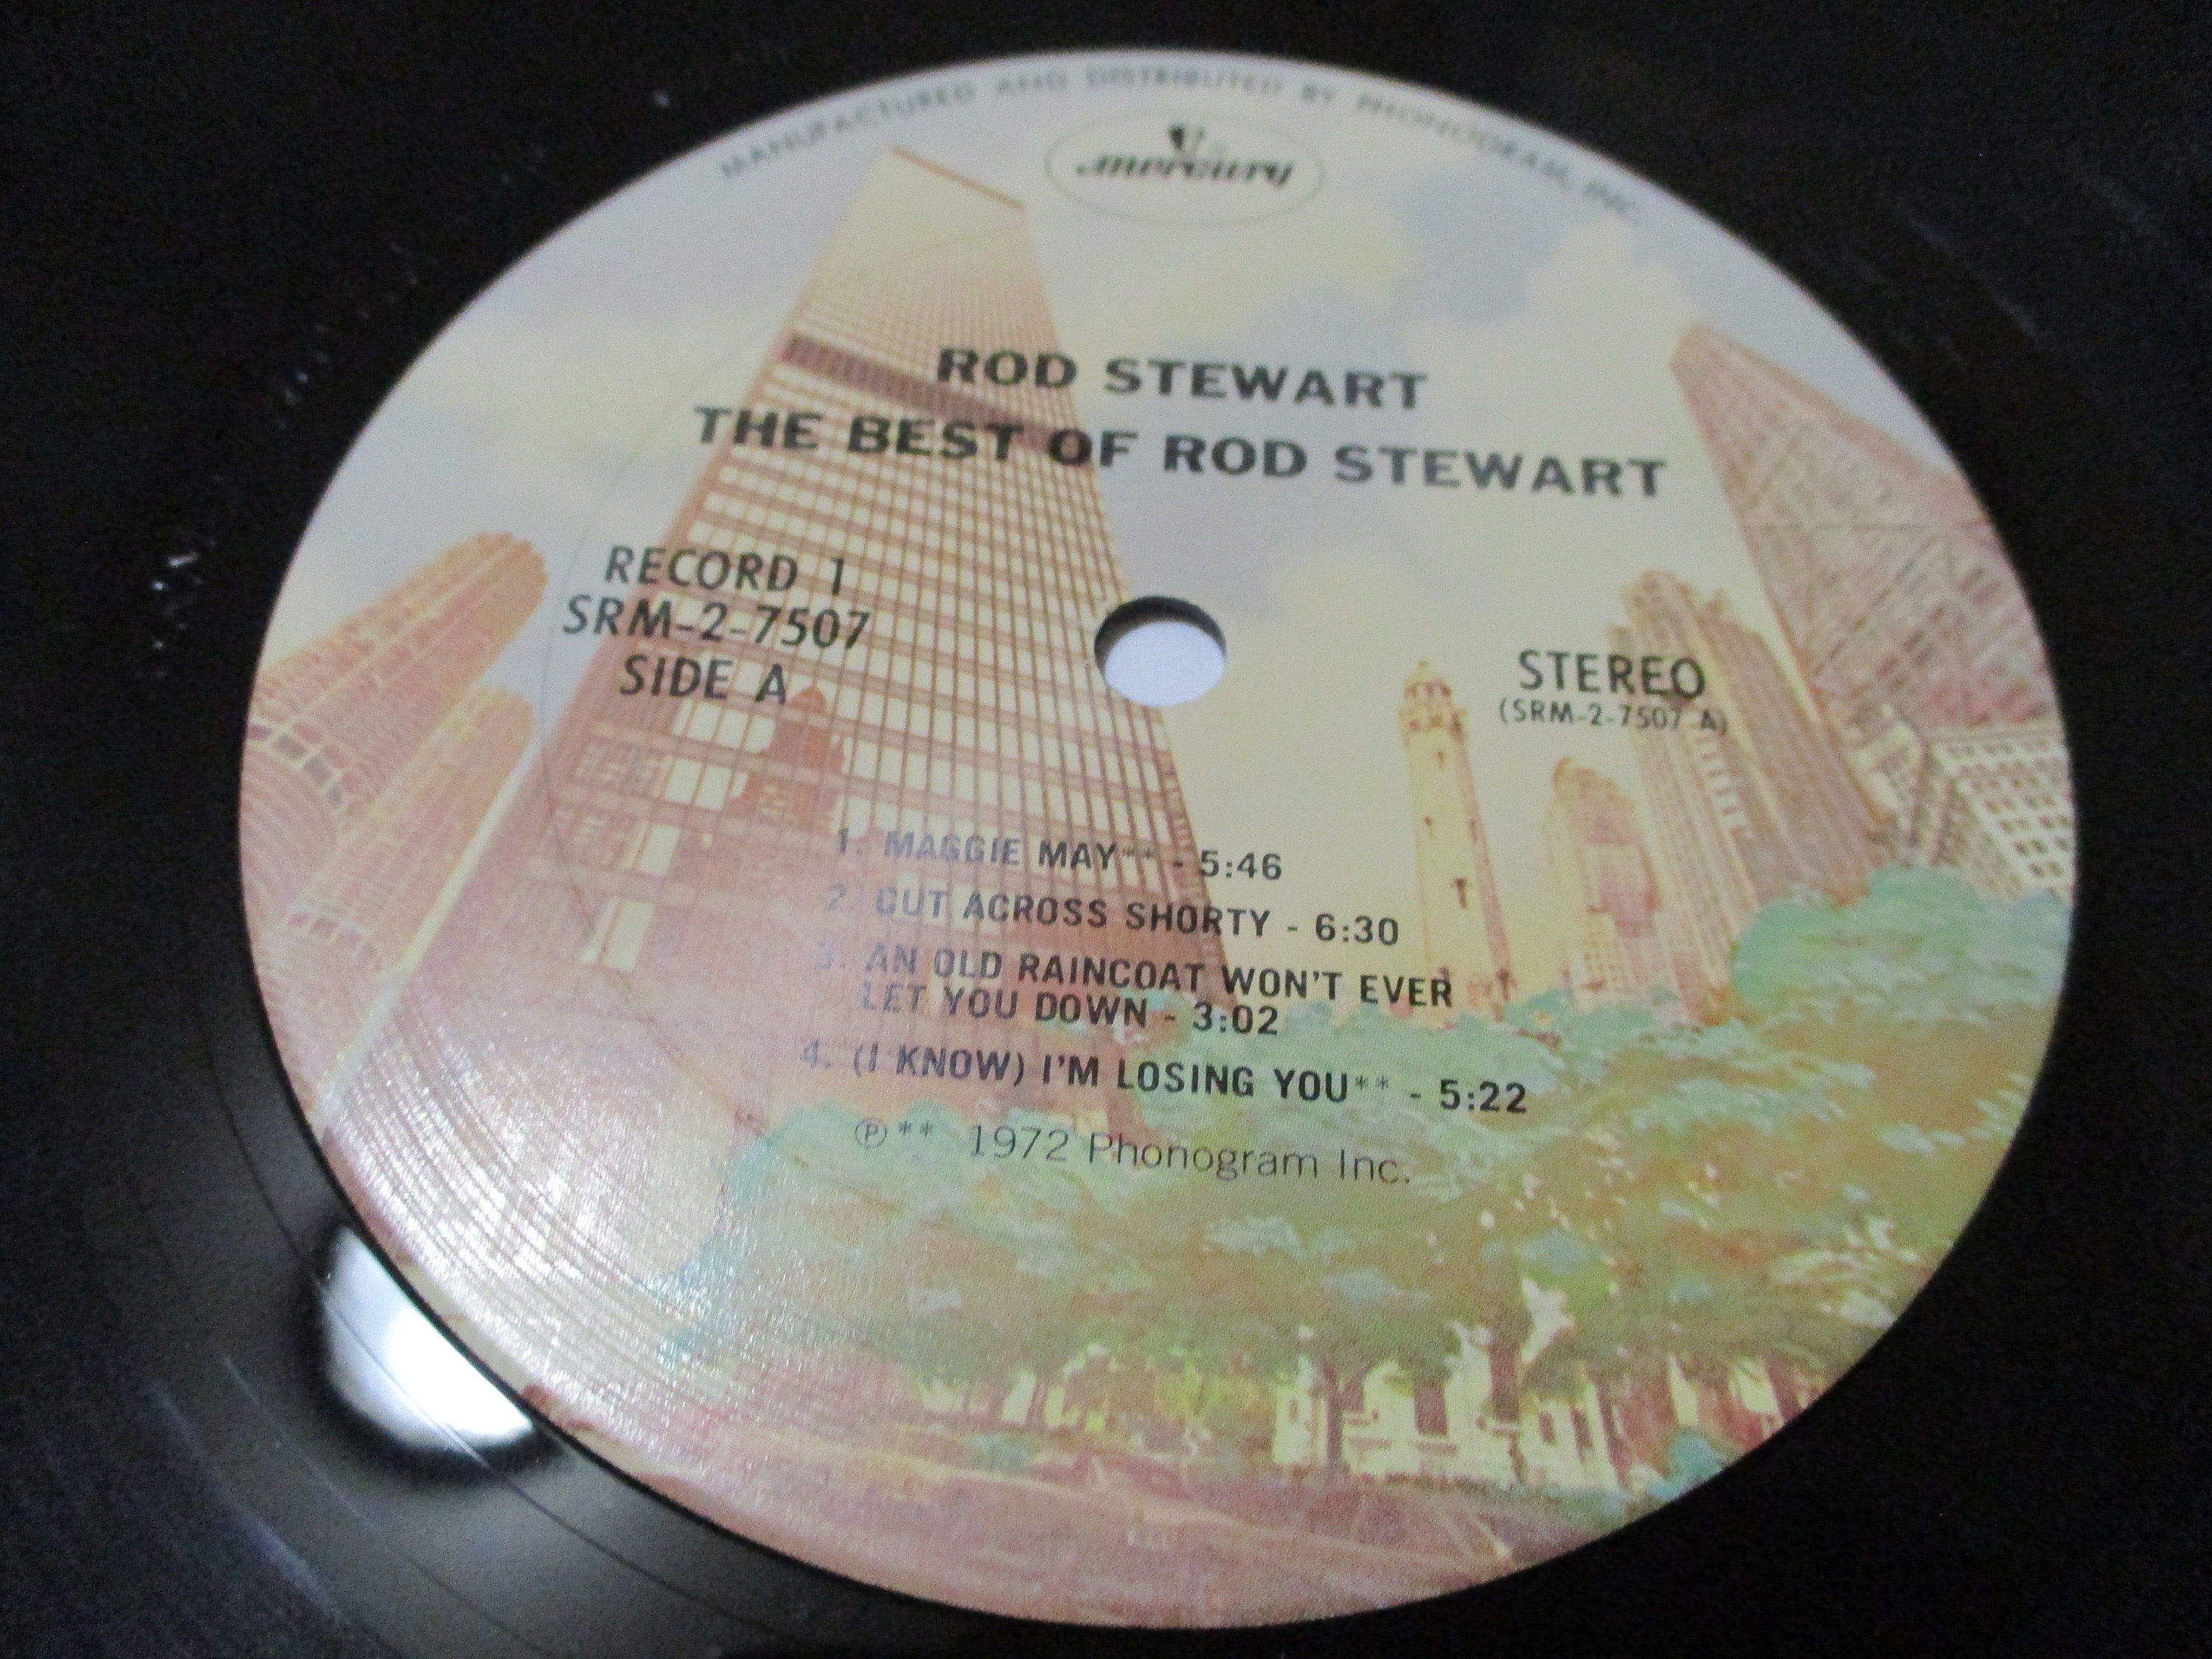 MANUFACTURED AND DISTRIBUTED BY PHONOGRAM, INC.
mercury
ROD STEWART
THE BEST OF ROD STEWART
RECORD 1
SRM-2-7507
SIDE A
STEREO
(SRM-2-7507 A)
1. MAGGIE MAY** - 5:46
2. CUT ACROSS SHORTY - 6:30
3. AN OLD RAINCOAT WON'T EVER
LET YOU DOWN - 3:02
4. (I KNOW) I'M LOSING YOU** - 5:22
Ⓟ** 1972 Phonogram Inc.